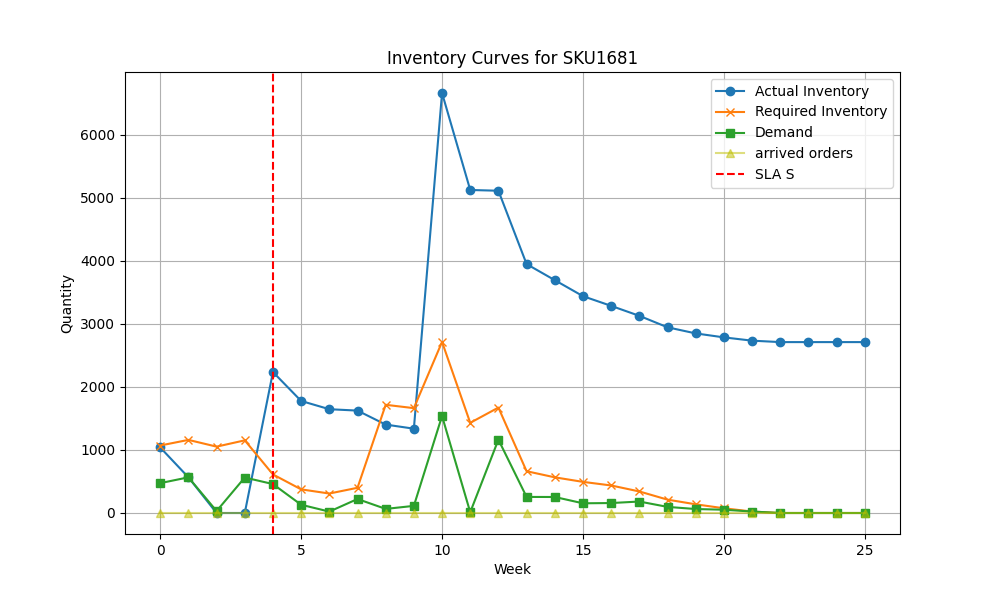 Inventory Curves for SKU1681
Actual Inventory
Required Inventory
Demand
arrived orders
SLA S
Quantity
6000
5000
4000
3000
2000
1000
0
0 5 10 15 20 25
Week